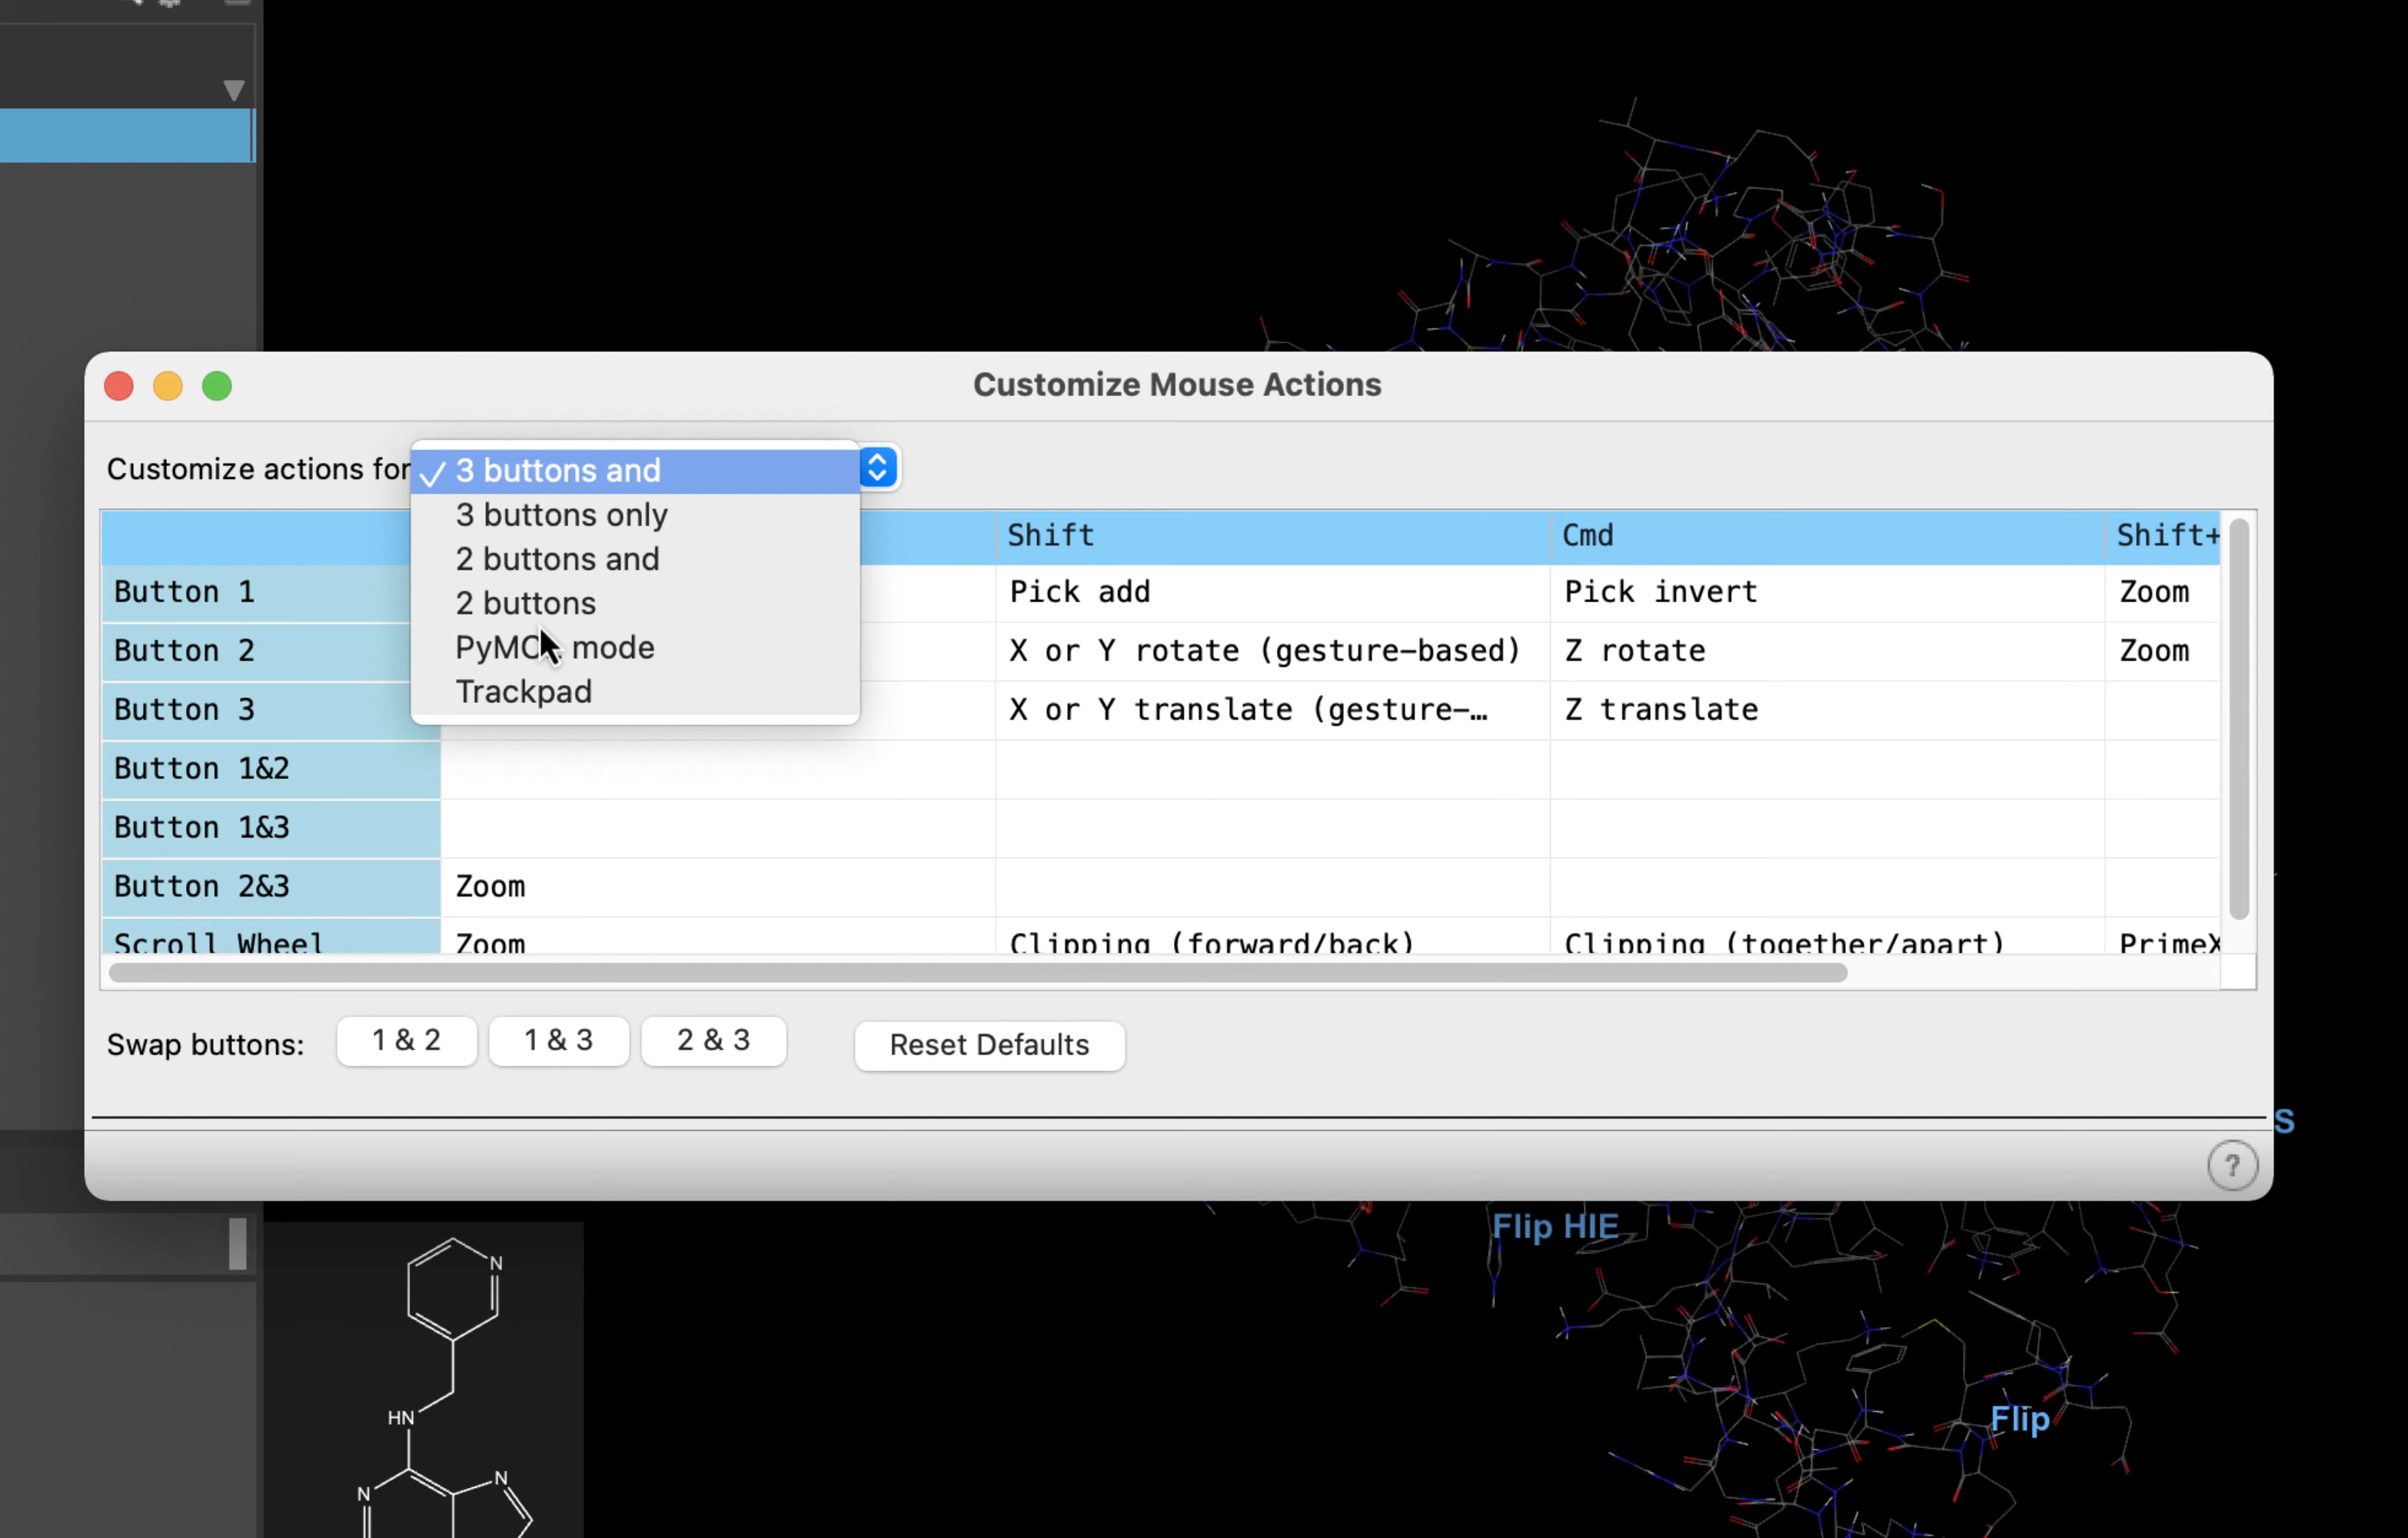 Customize Mouse Actions
Customize actions for
3 buttons and
3 buttons only
2 buttons and
2 buttons
mode
Trackpad
Shift Cmd Shift+
Button 1 Pick add Pick invert Zoom
Button 2 X or Y rotate (gesture-based) Z rotate Zoom
Button 3 X or Y translate (gesture-… Z translate
Button 1&2
Button 1&3
Button 2&3 Zoom
Scroll Wheel Zoom Clipping (forward/back) Clipping (together/apart) PrimeX
Swap buttons: 1 & 2 1 & 3 2 & 3 Reset Defaults
S
?
Flip HIE
N
HN
Flip
N
N